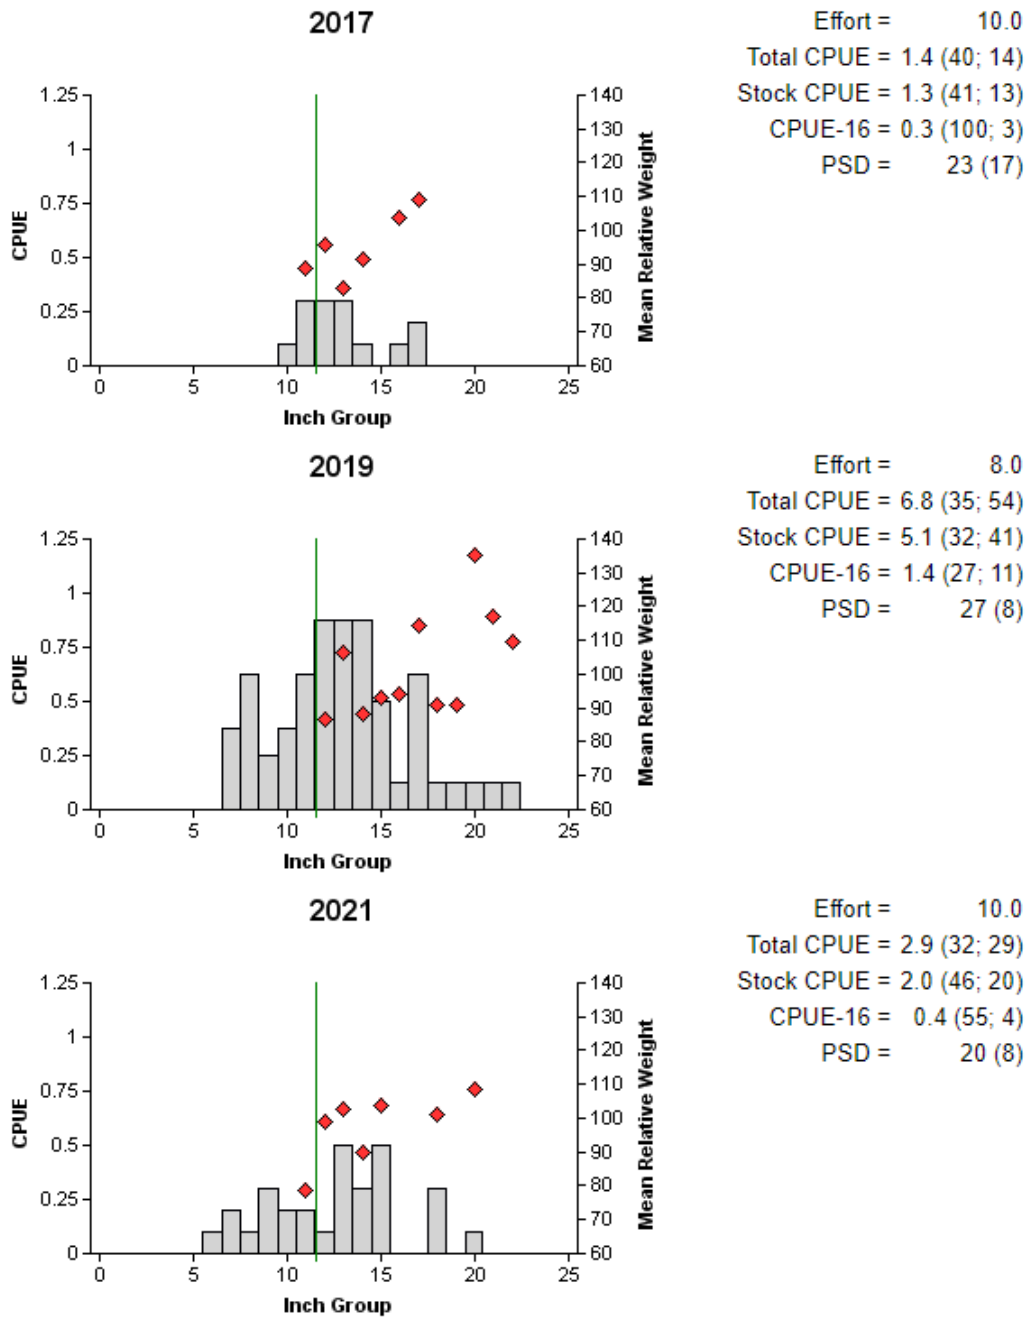 2017
Effort = 10.0
Total CPUE = 1.4 (40; 14)
Stock CPUE = 1.3 (41; 13)
CPUE-16 = 0.3 (100; 3)
PSD = 23 (17)
1.25
1
0.75
0.5
0.25
0
CPUE
140
130
120
110
100
90
80
70
60
Mean Relative Weight
0 5 10 15 20 25
Inch Group
2019
Effort = 8.0
Total CPUE = 6.8 (35; 54)
Stock CPUE = 5.1 (32; 41)
CPUE-16 = 1.4 (27; 11)
PSD = 27 (8)
1.25
1
0.75
0.5
0.25
0
CPUE
140
130
120
110
100
90
80
70
60
Mean Relative Weight
0 5 10 15 20 25
Inch Group
2021
Effort = 10.0
Total CPUE = 2.9 (32; 29)
Stock CPUE = 2.0 (46; 20)
CPUE-16 = 0.4 (55; 4)
PSD = 20 (8)
1.25
1
0.75
0.5
0.25
0
CPUE
140
130
120
110
100
90
80
70
60
Mean Relative Weight
0 5 10 15 20 25
Inch Group